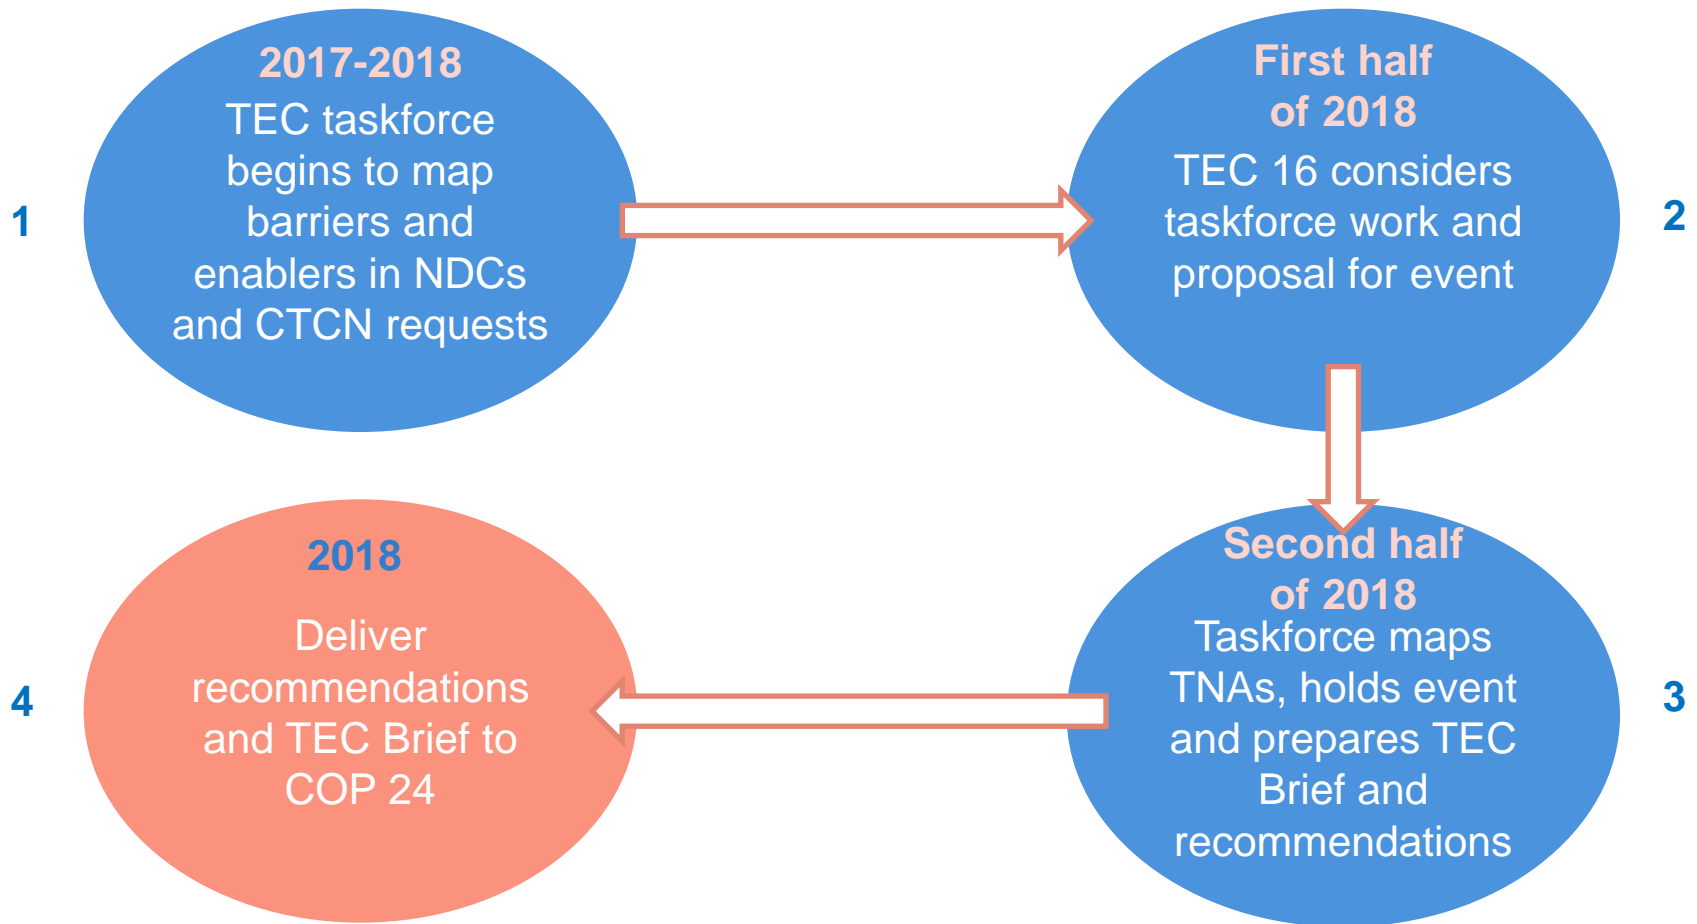 1
2017-2018
TEC taskforce
begins to map
barriers and
enablers in NDCs
and CTCN requests
First half
of 2018
TEC 16 considers
taskforce work and
proposal for event
2
Second half
of 2018
Taskforce maps
TNAs, holds event
and prepares TEC
Brief and
recommendations
3
4
2018
Deliver
recommendations
and TEC Brief to
COP 24